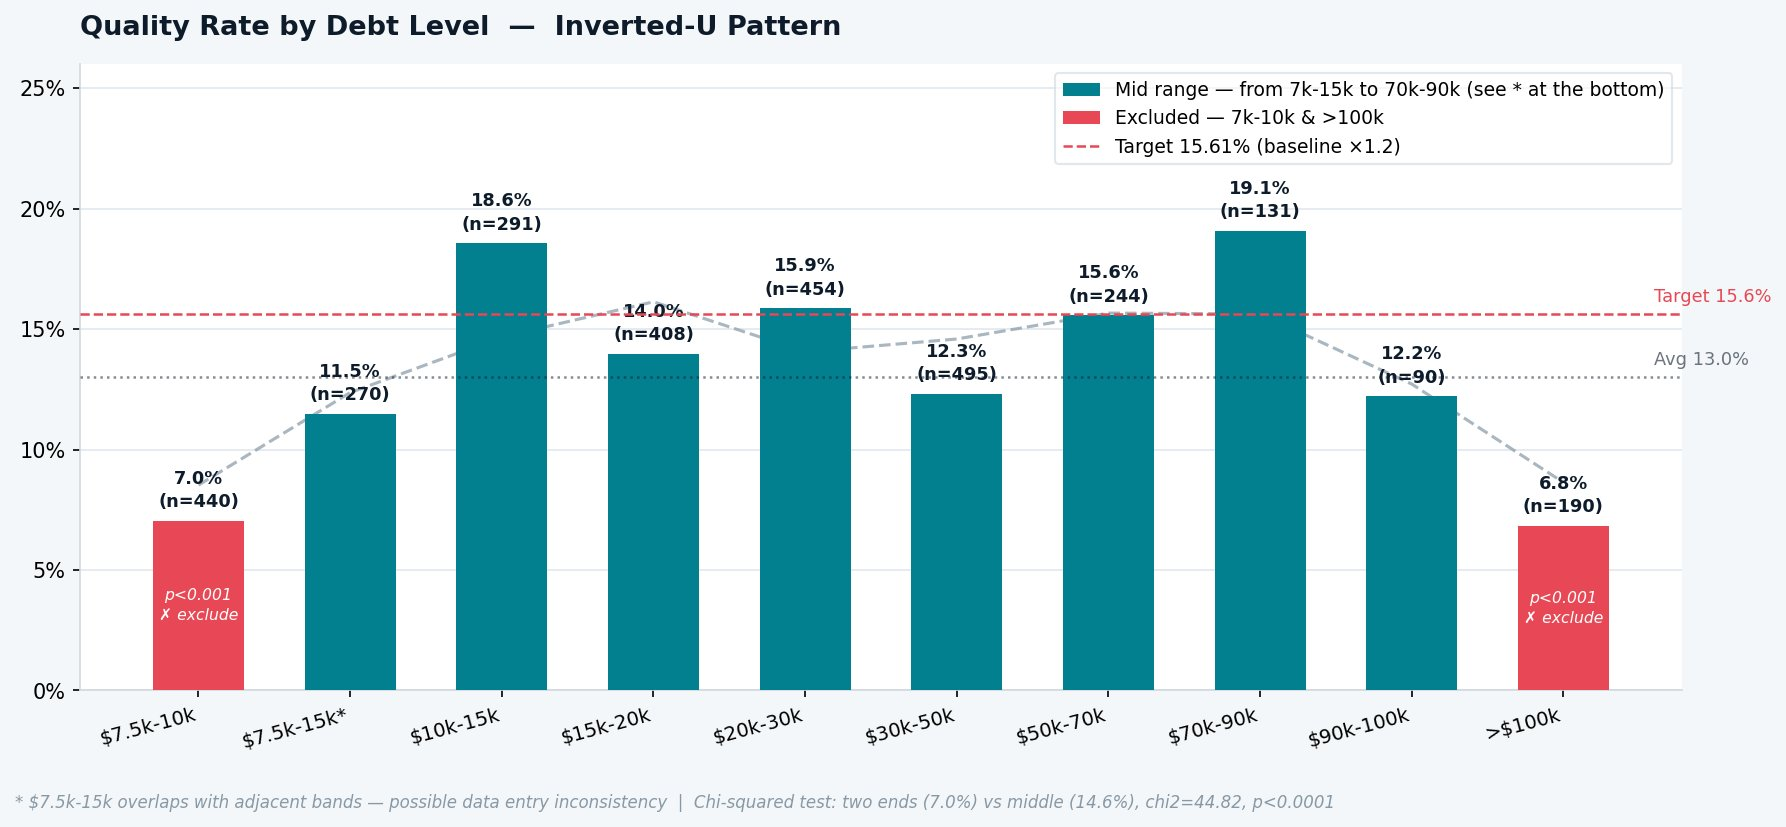 Quality Rate by Debt Level — Inverted-U Pattern
25%
20%
15%
10%
5%
0%
Mid range — from 7k-15k to 70k-90k (see * at the bottom)
Excluded — 7k-10k & >100k
Target 15.61% (baseline ×1.2)
7.0%
(n=440)
p<0.001
✗ exclude
11.5%
(n=270)
18.6%
(n=291)
14.0%
(n=408)
15.9%
(n=454)
12.3%
(n=495)
15.6%
(n=244)
19.1%
(n=131)
12.2%
(n=90)
6.8%
(n=190)
p<0.001
✗ exclude
Target 15.6%
Avg 13.0%
$7.5k-10k
$7.5k-15k*
$10k-15k
$15k-20k
$20k-30k
$30k-50k
$50k-70k
$70k-90k
$90k-100k
>$100k
* $7.5k-15k overlaps with adjacent bands — possible data entry inconsistency | Chi-squared test: two ends (7.0%) vs middle (14.6%), chi2=44.82, p<0.0001